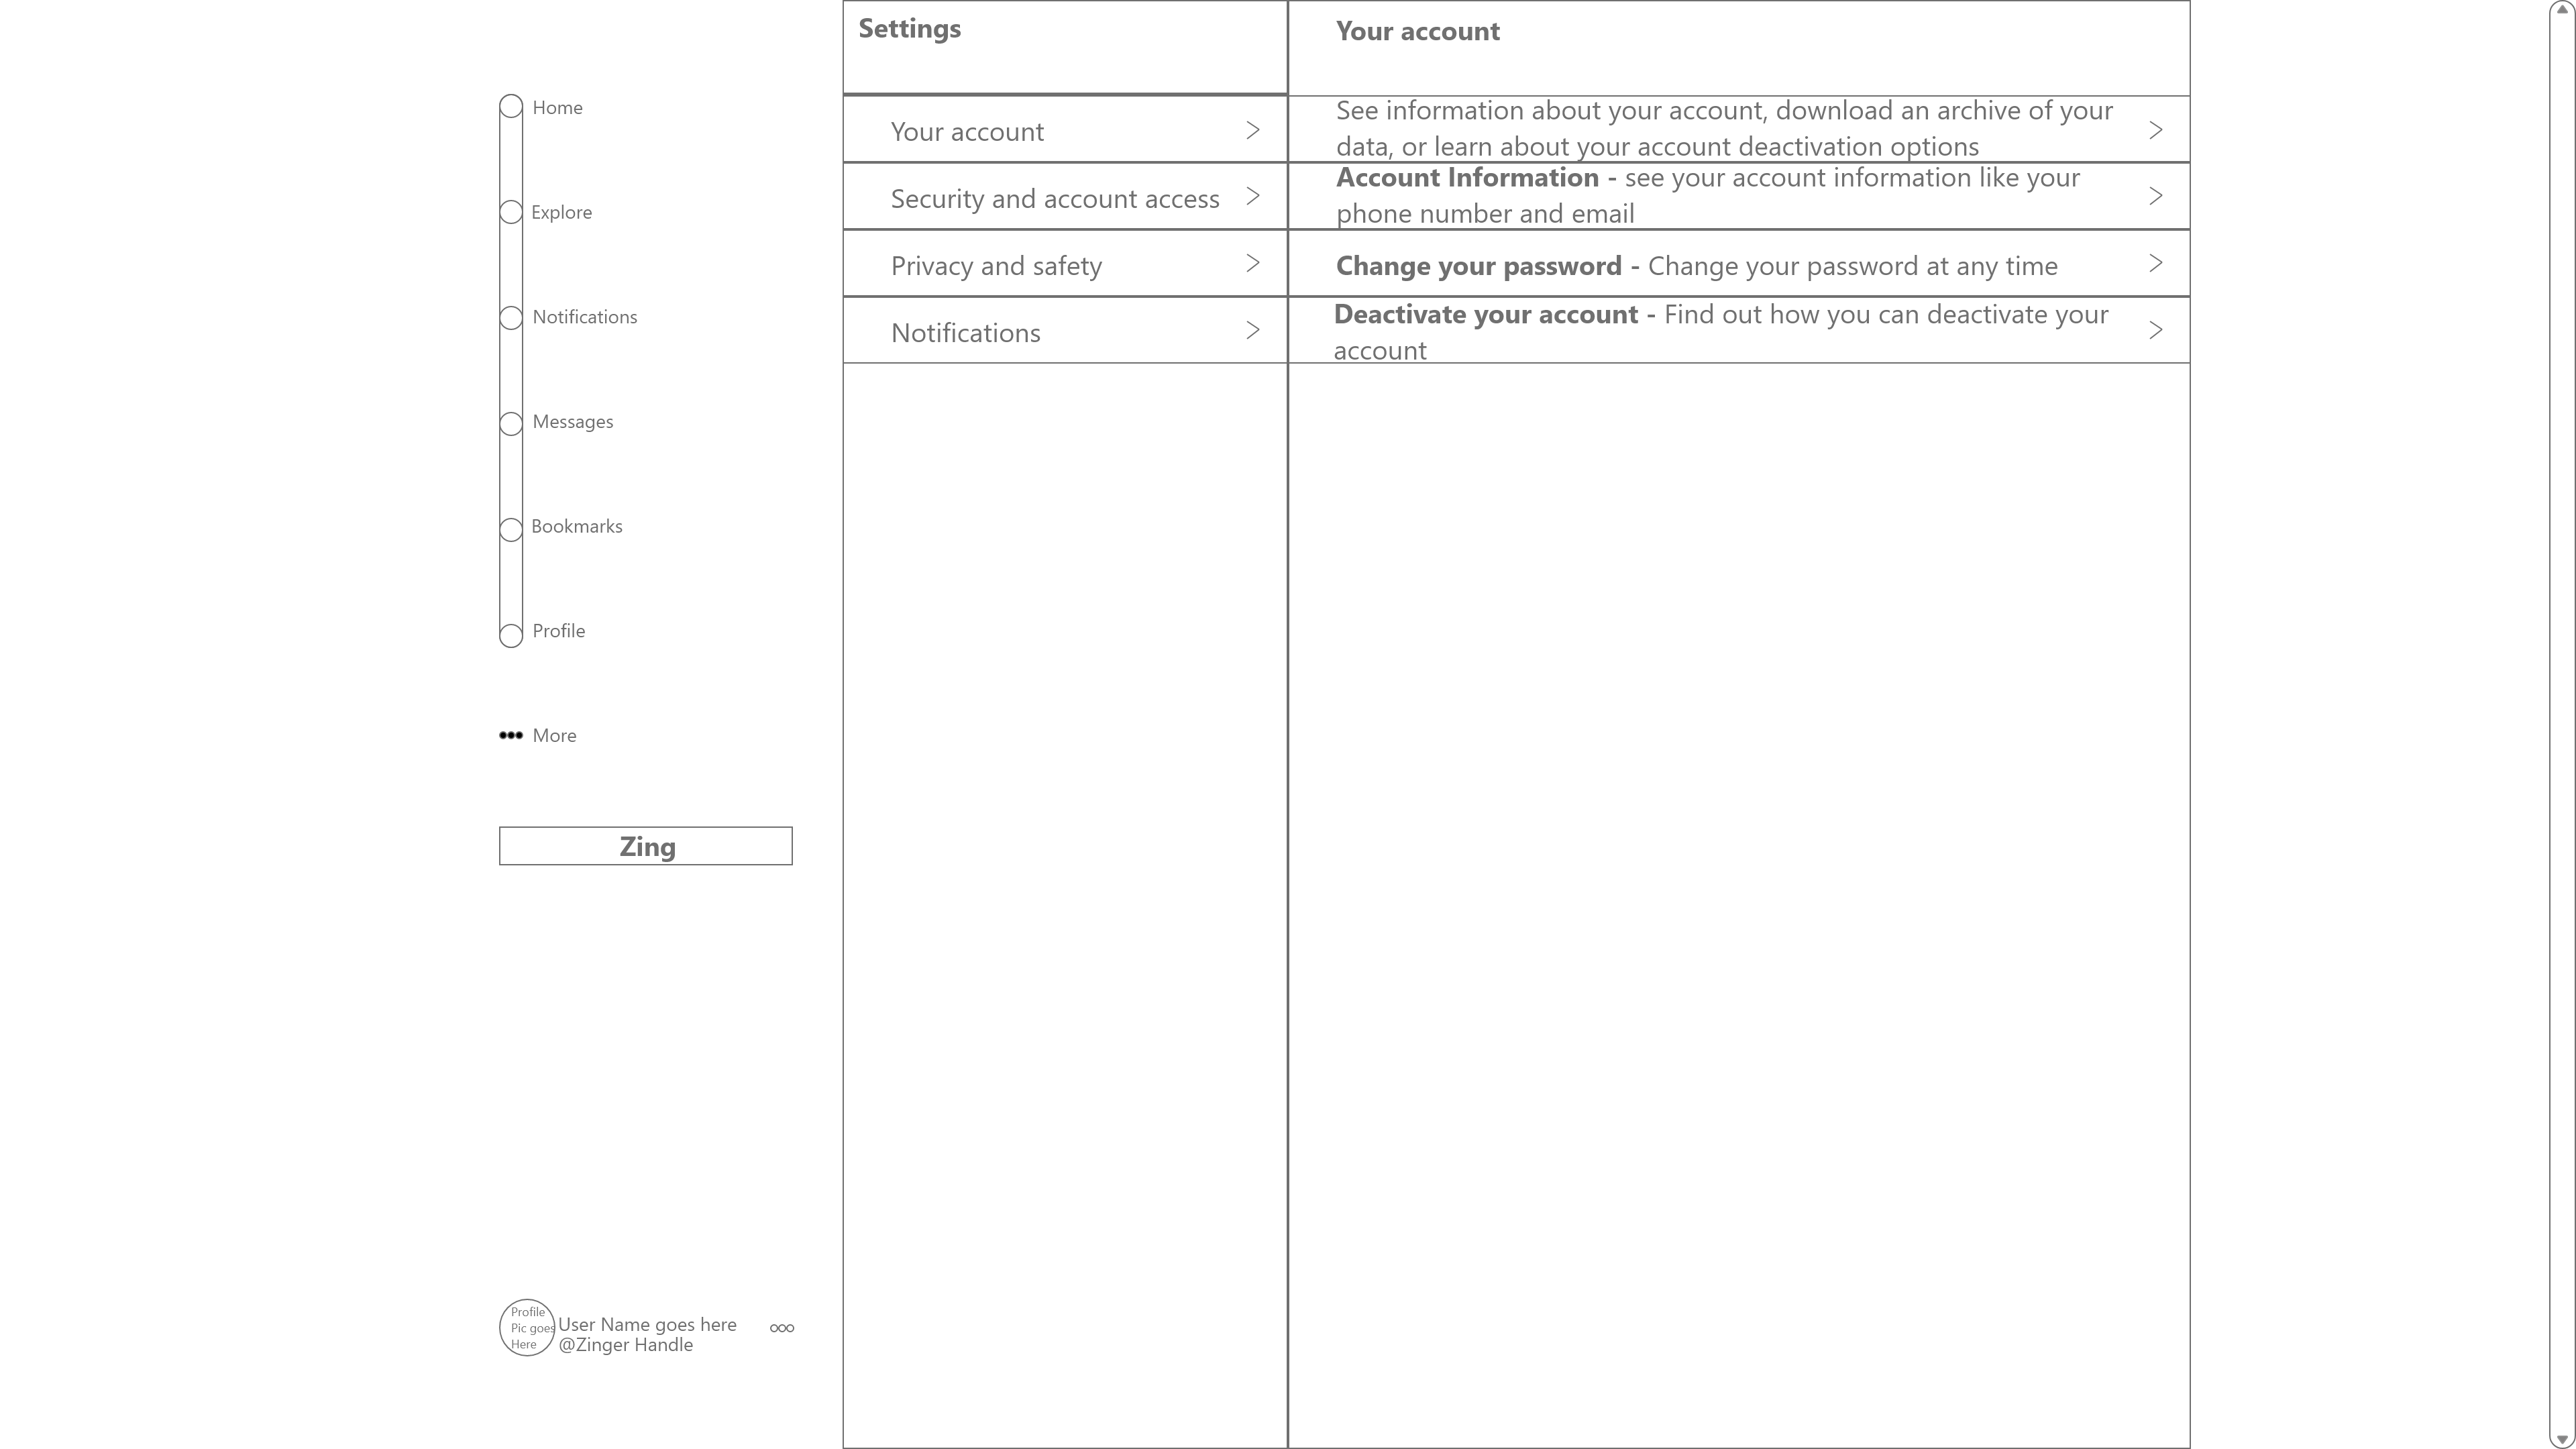 Home
Explore
Notifications
Messages
Bookmarks
Profile
More
Zing
Profile
Pic goes
Here
User Name goes here
@Zinger Handle
Settings
Your account
Security and account access
Privacy and safety
Notifications
Your account
See information about your account, download an archive of your
data, or learn about your account deactivation options
Account Information - see your account information like your
phone number and email
Change your password - Change your password at any time
Deactivate your account - Find out how you can deactivate your
account